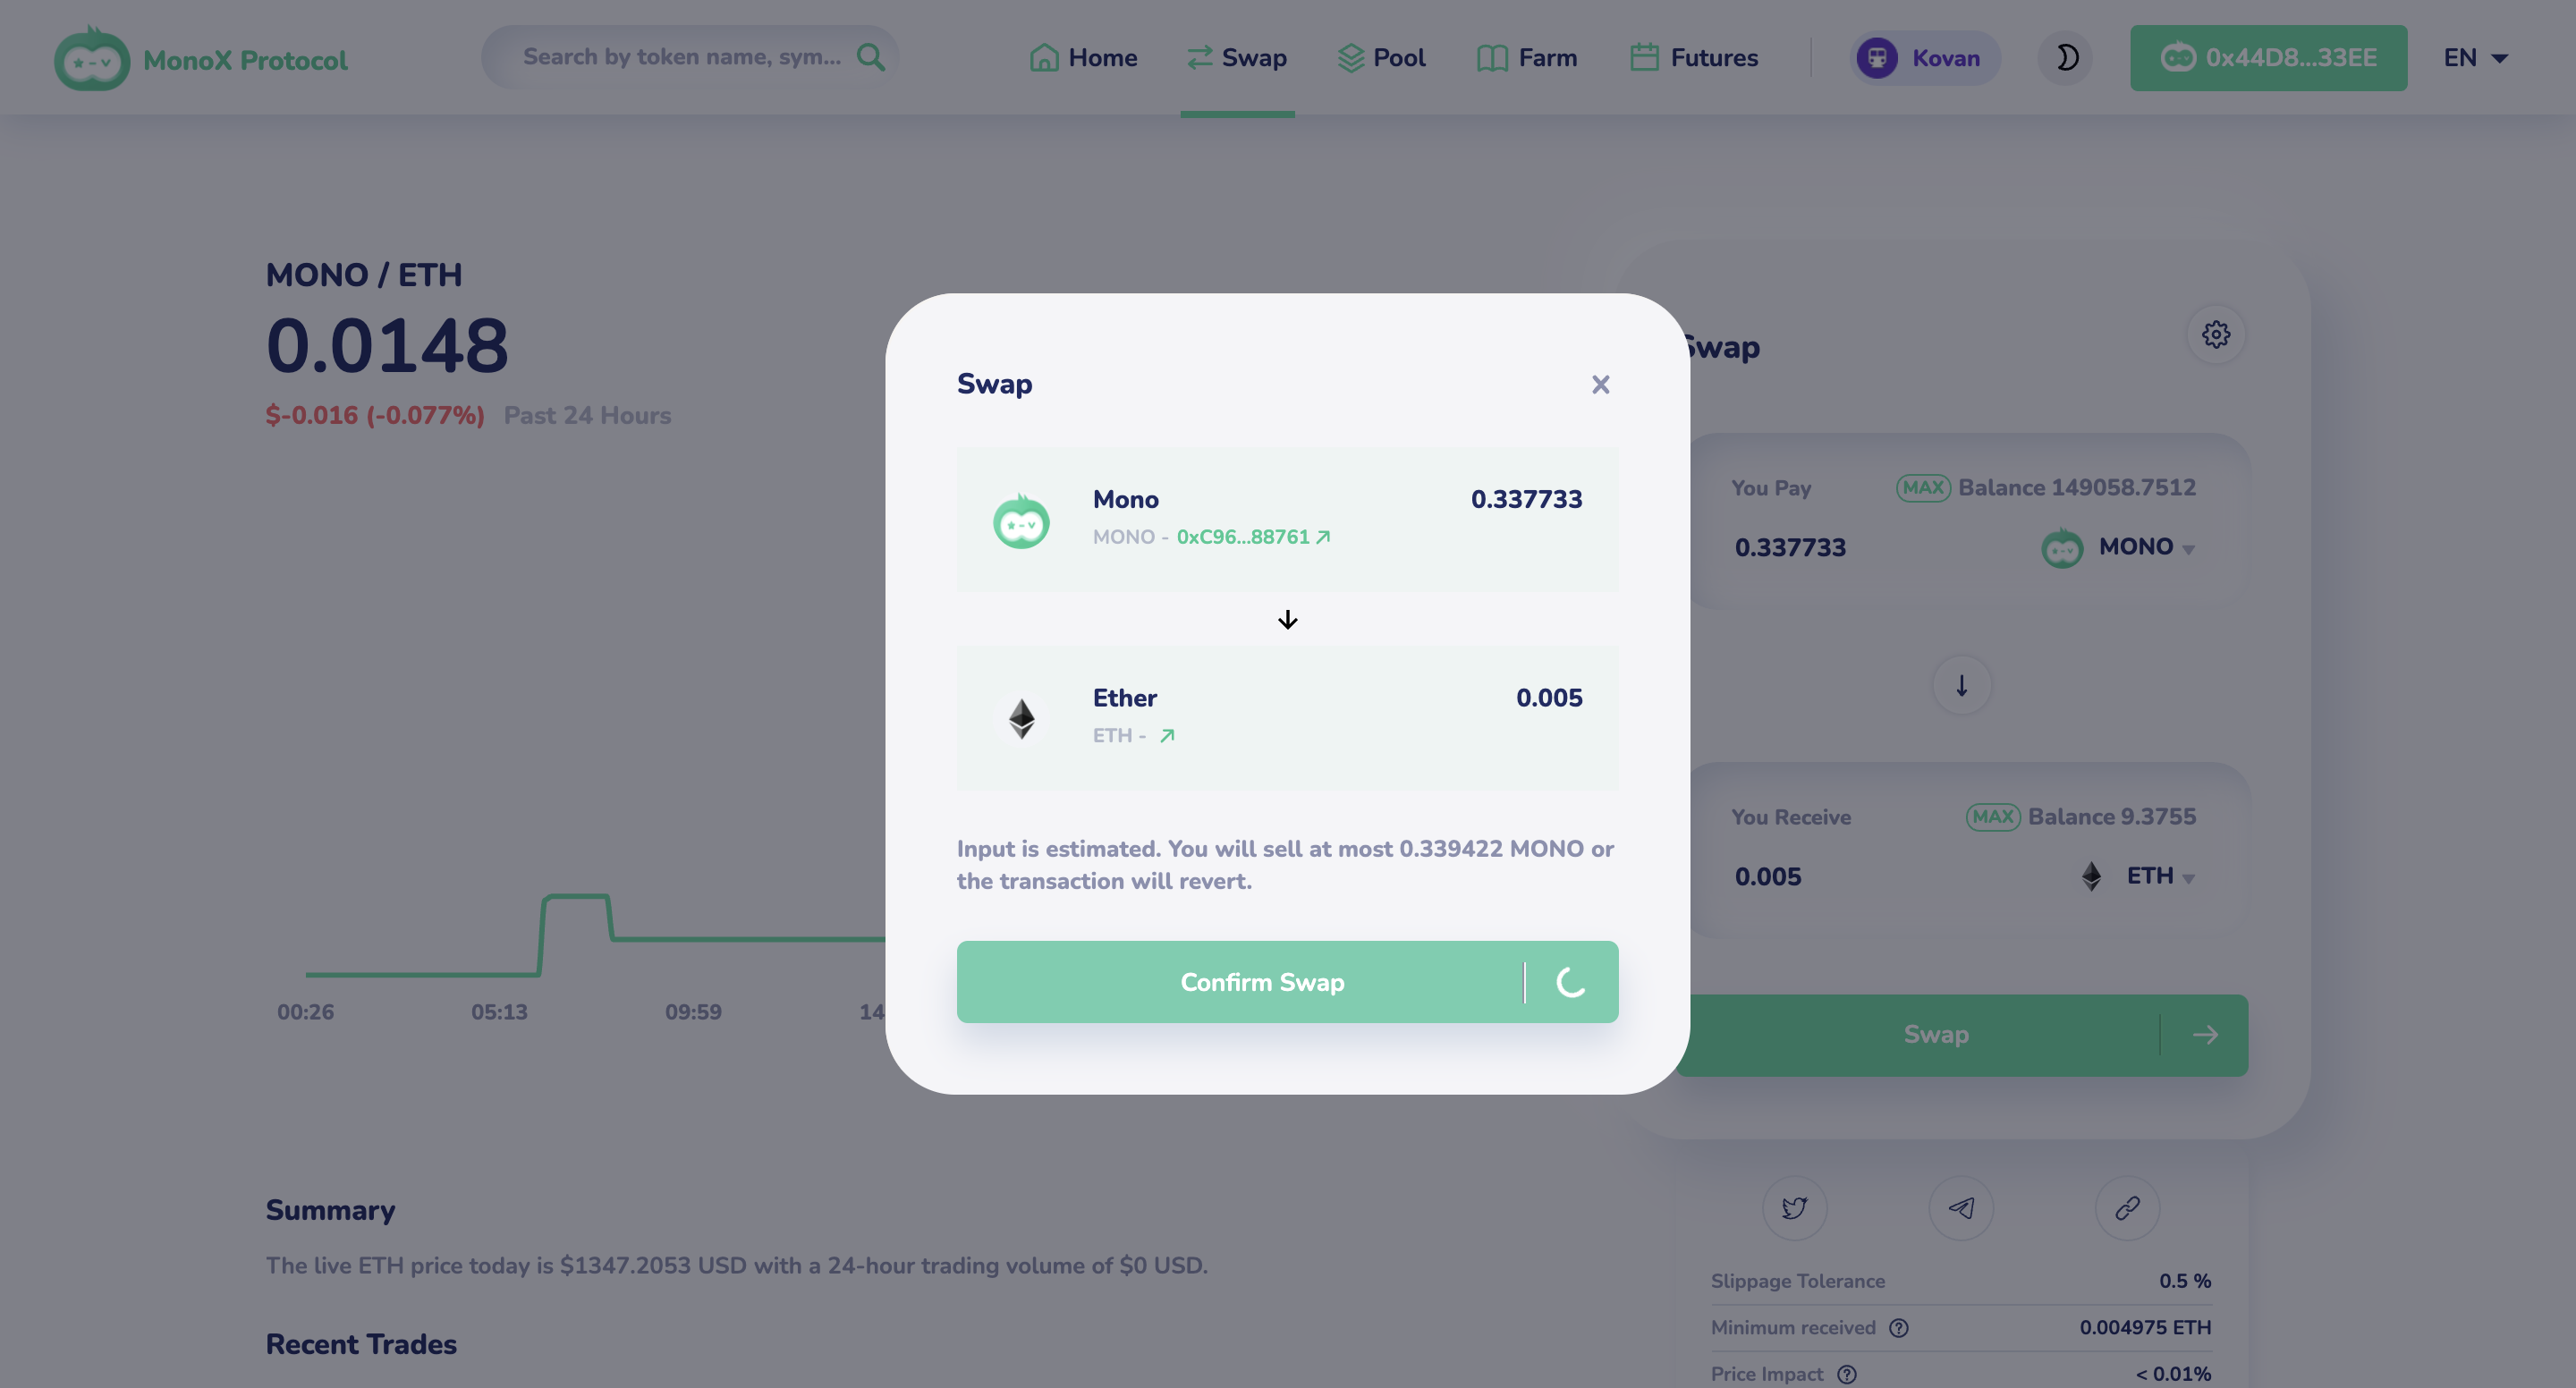 MonoX Protocol
Search by token name, sym...
Home
Swap
Pool
Farm
Futures
Kovan
0x44D8...33EE
EN
MONO / ETH
0.0148
$-0.016 (-0.077%) Past 24 Hours
00:26
05:13
09:59
14
Swap
Mono
0.337733
MONO - 0xC96...88761
Ether
0.005
ETH -
Input is estimated. You will sell at most 0.339422 MONO or
the transaction will revert.
Confirm Swap
Swap
You Pay
MAX Balance 149058.7512
0.337733
MONO
You Receive
MAX Balance 9.3755
0.005
ETH
Swap
Summary
The live ETH price today is $1347.2053 USD with a 24-hour trading volume of $0 USD.
Recent Trades
Slippage Tolerance
0.5 %
Minimum received
0.004975 ETH
Price Impact
< 0.01%